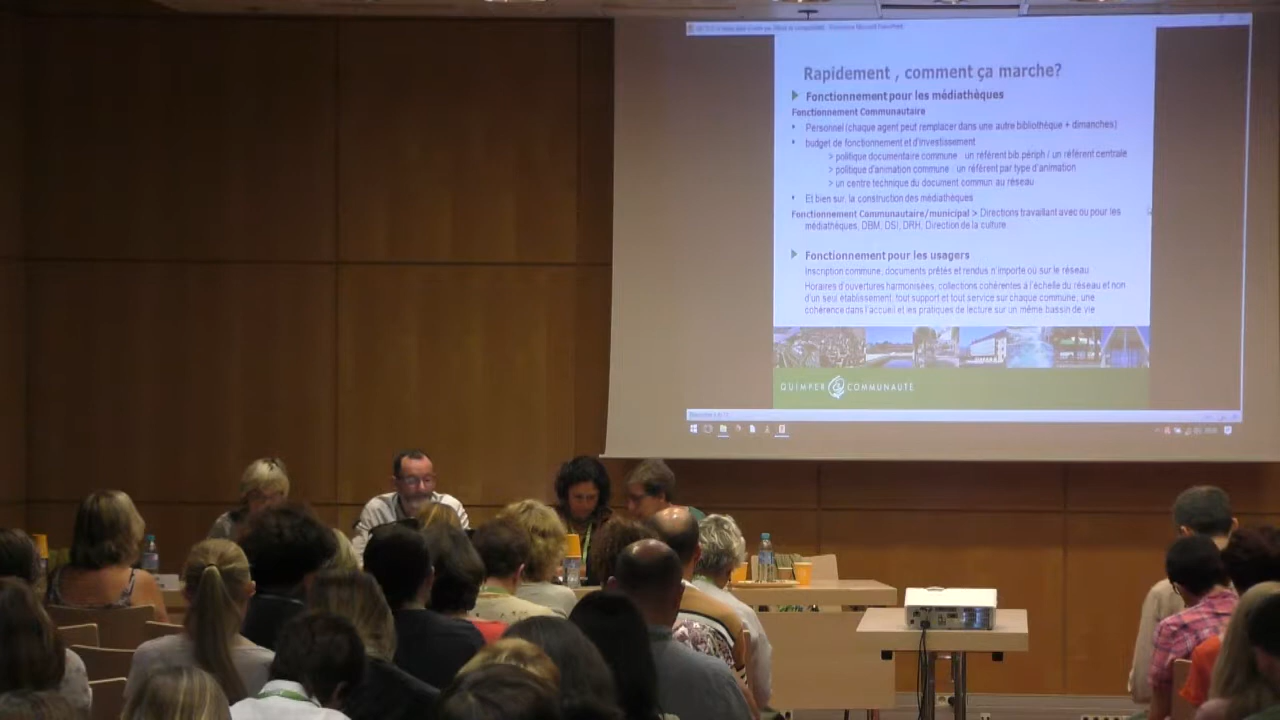 Rapidement , comment ça marche?
Fonctionnement pour les médiathèques
Fonctionnement Communautaire
Personnel (chaque agent peut remplacer dans une autre bibliothèque + dimanches)
budget de fonctionnement et d'investissement
> politique documentaire commune : un référent bib.périph / un référent centrale
> politique d'animation commune : un référent par type d'animation
> un centre technique du document commun au réseau
Et bien sur, la construction des médiathèques
Fonctionnement Communautaire/municipal > Directions travaillant avec ou pour les
médiathèques, DBM, DSI, DRH, Direction de la culture
Fonctionnement pour les usagers
Inscription commune, documents prêtés et rendus n'importe où sur le réseau
Horaires d'ouvertures harmonisées, collections cohérentes à l'échelle du réseau et non
d'un seul établissement, tout support et tout service sur chaque commune, une
cohérence dans l'accueil et les pratiques de lecture sur un même bassin de vie
QUIMPER COMMUNAUTÉ